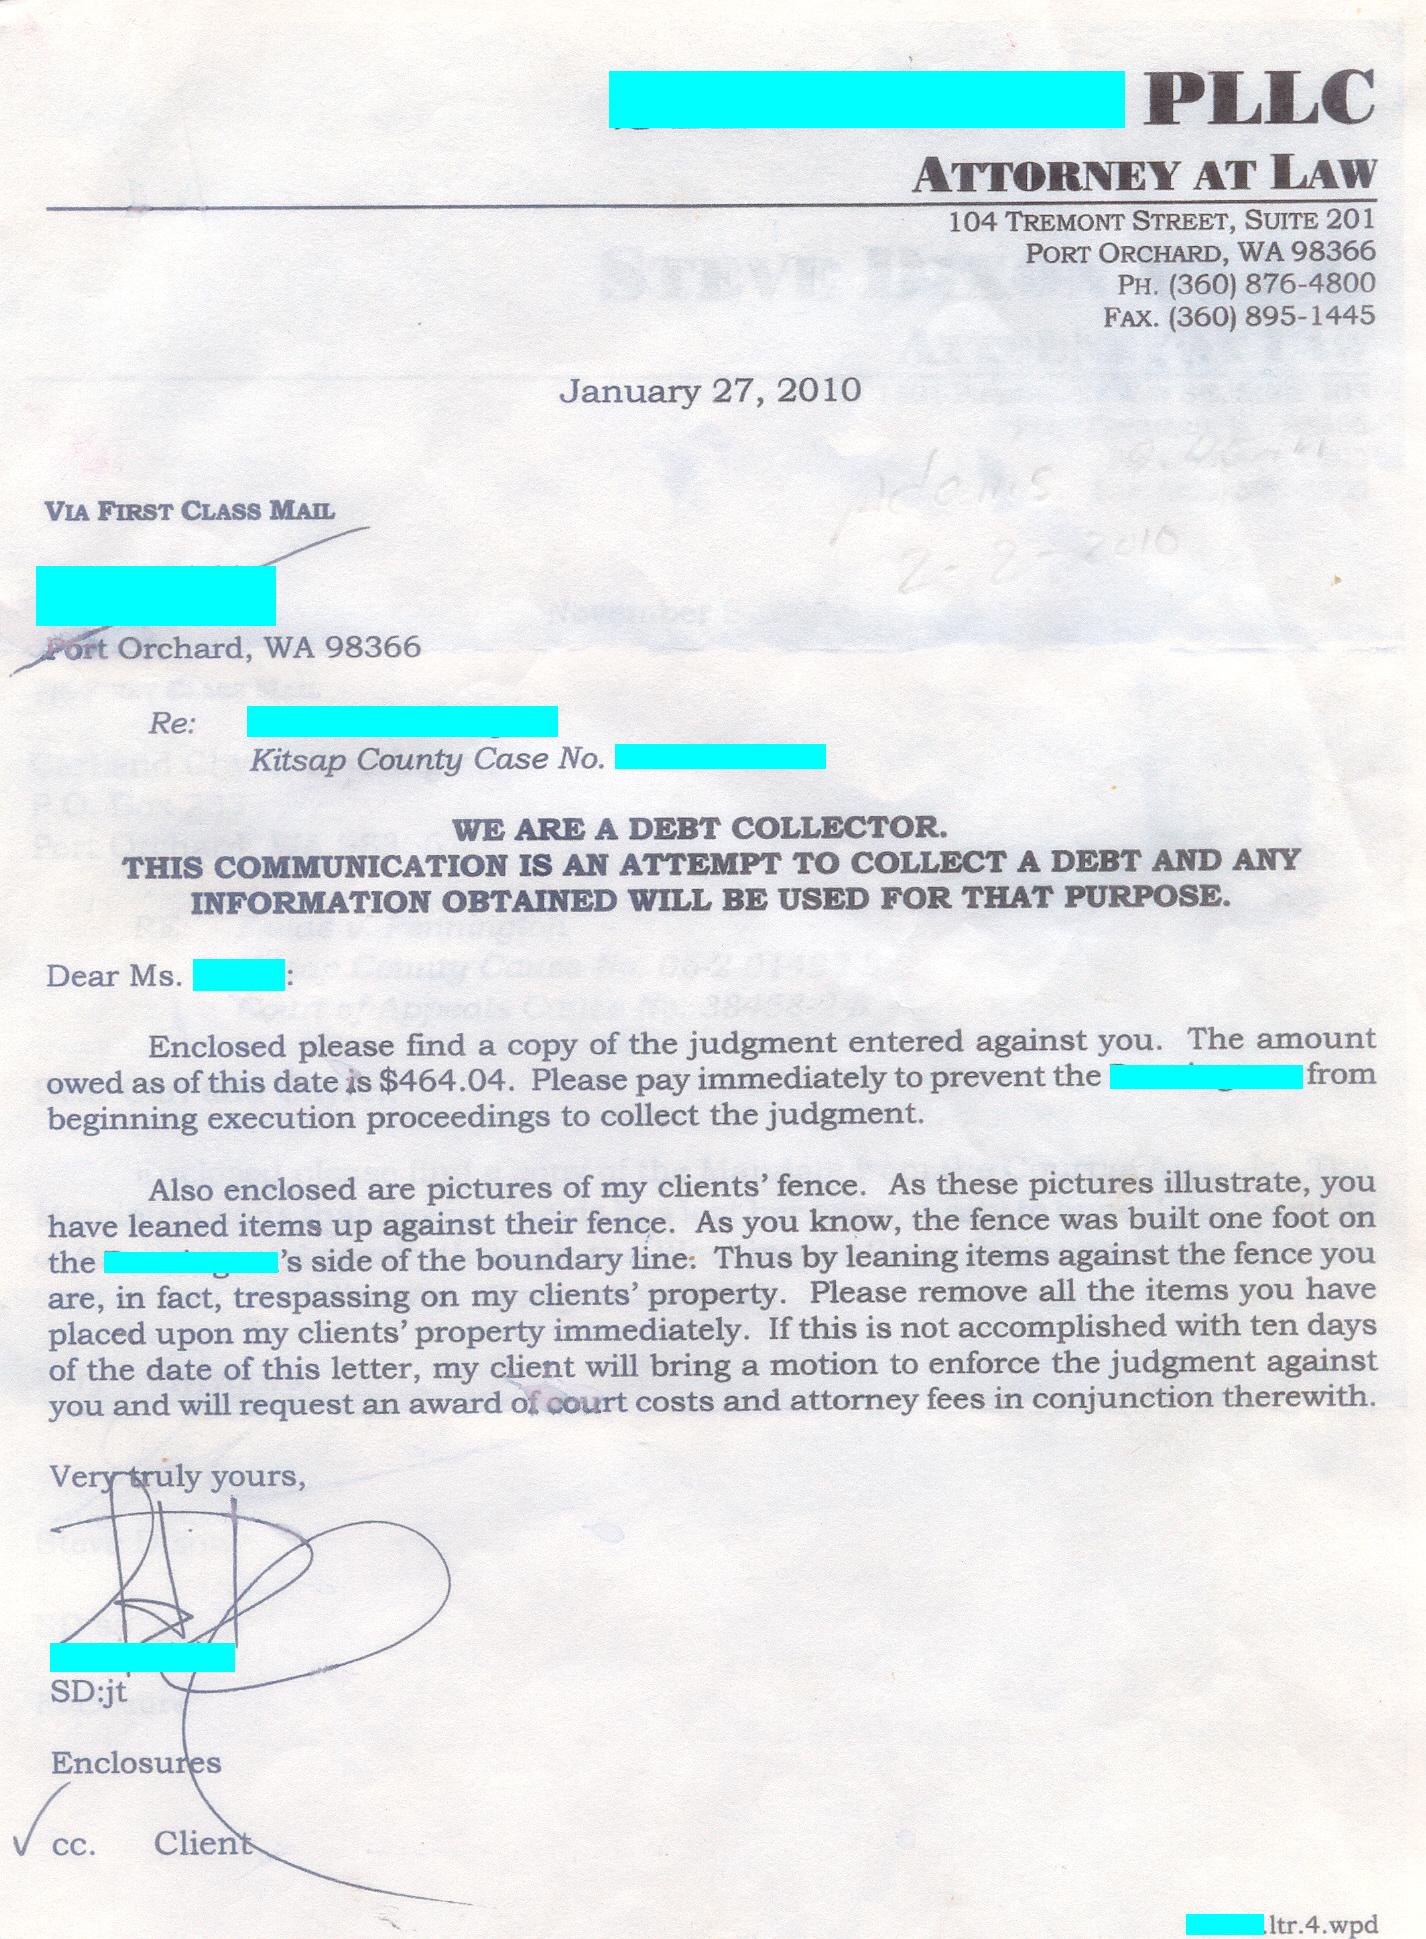 PLLC
ATTORNEY AT LAW
104 TREMONT STREET, SUITE 201
PORT ORCHARD, WA 98366
PH. (360) 876-4800
FAX. (360) 895-1445
January 27, 2010
2-2-2010
VIA FIRST CLASS MAIL
Port Orchard, WA 98366
Re:
Kitsap County Case No.
WE ARE A DEBT COLLECTOR.
THIS COMMUNICATION IS AN ATTEMPT TO COLLECT A DEBT AND ANY
INFORMATION OBTAINED WILL BE USED FOR THAT PURPOSE.
Dear Ms. :
Enclosed please find a copy of the judgment entered against you. The amount
owed as of this date is $464.04. Please pay immediately to prevent the from
beginning execution proceedings to collect the judgment.
Also enclosed are pictures of my clients' fence. As these pictures illustrate, you
have leaned items up against their fence. As you know, the fence was built one foot on
the 's side of the boundary line. Thus by leaning items against the fence you
are, in fact, trespassing on my clients' property. Please remove all the items you have
placed upon my clients' property immediately. If this is not accomplished with ten days
of the date of this letter, my client will bring a motion to enforce the judgment against
you and will request an award of court costs and attorney fees in conjunction therewith.
Very truly yours,
SD:jt
Enclosures
cc. Client
.ltr.4.wpd